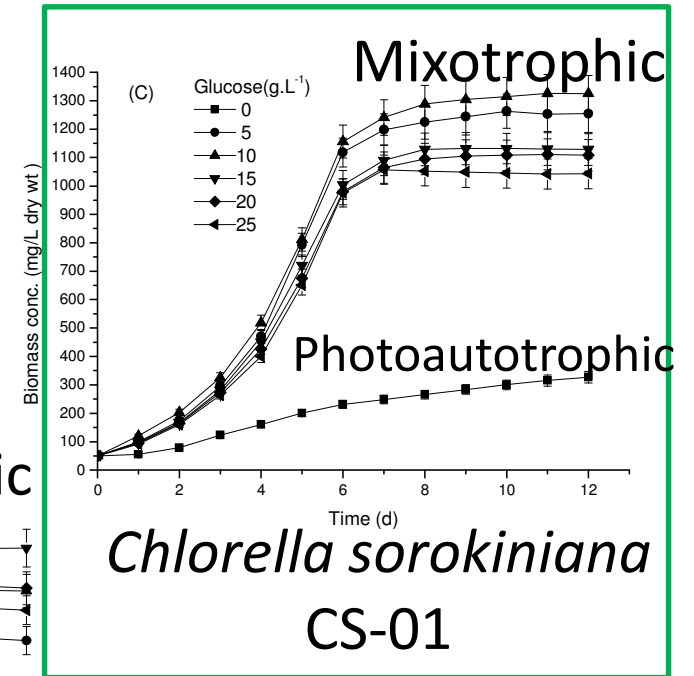 Mixotrophic
(C)
Glucose(g.L-1)
0
5
10
15
20
25
1400
1300
1200
1100
1000
900
800
700
600
500
400
300
200
100
0
Biomass conc. (mg/L dry wt )
Photoautotrophic
0 2 4 6 8 10 12
Time (d)
ic
Chlorella sorokiniana
CS-01